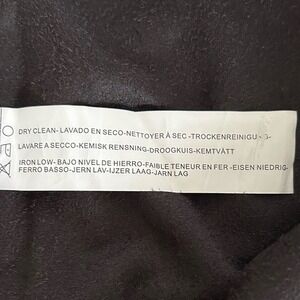 DRY CLEAN- LAVADO EN SECO-NETTOYER À SEC -TROCKENREINIGU
LAVARE A SECCO-KEMISK RENSNING-DROOGKUIS-KEMTVÄTT
IRON LOW- BAJO NIVEL DE HIERRO-FAIBLE TENEUR EN FER -EISEN NIEDRIG-
FERRO BASSO-JERN LAV-IJZER LAAG-JARN LAG